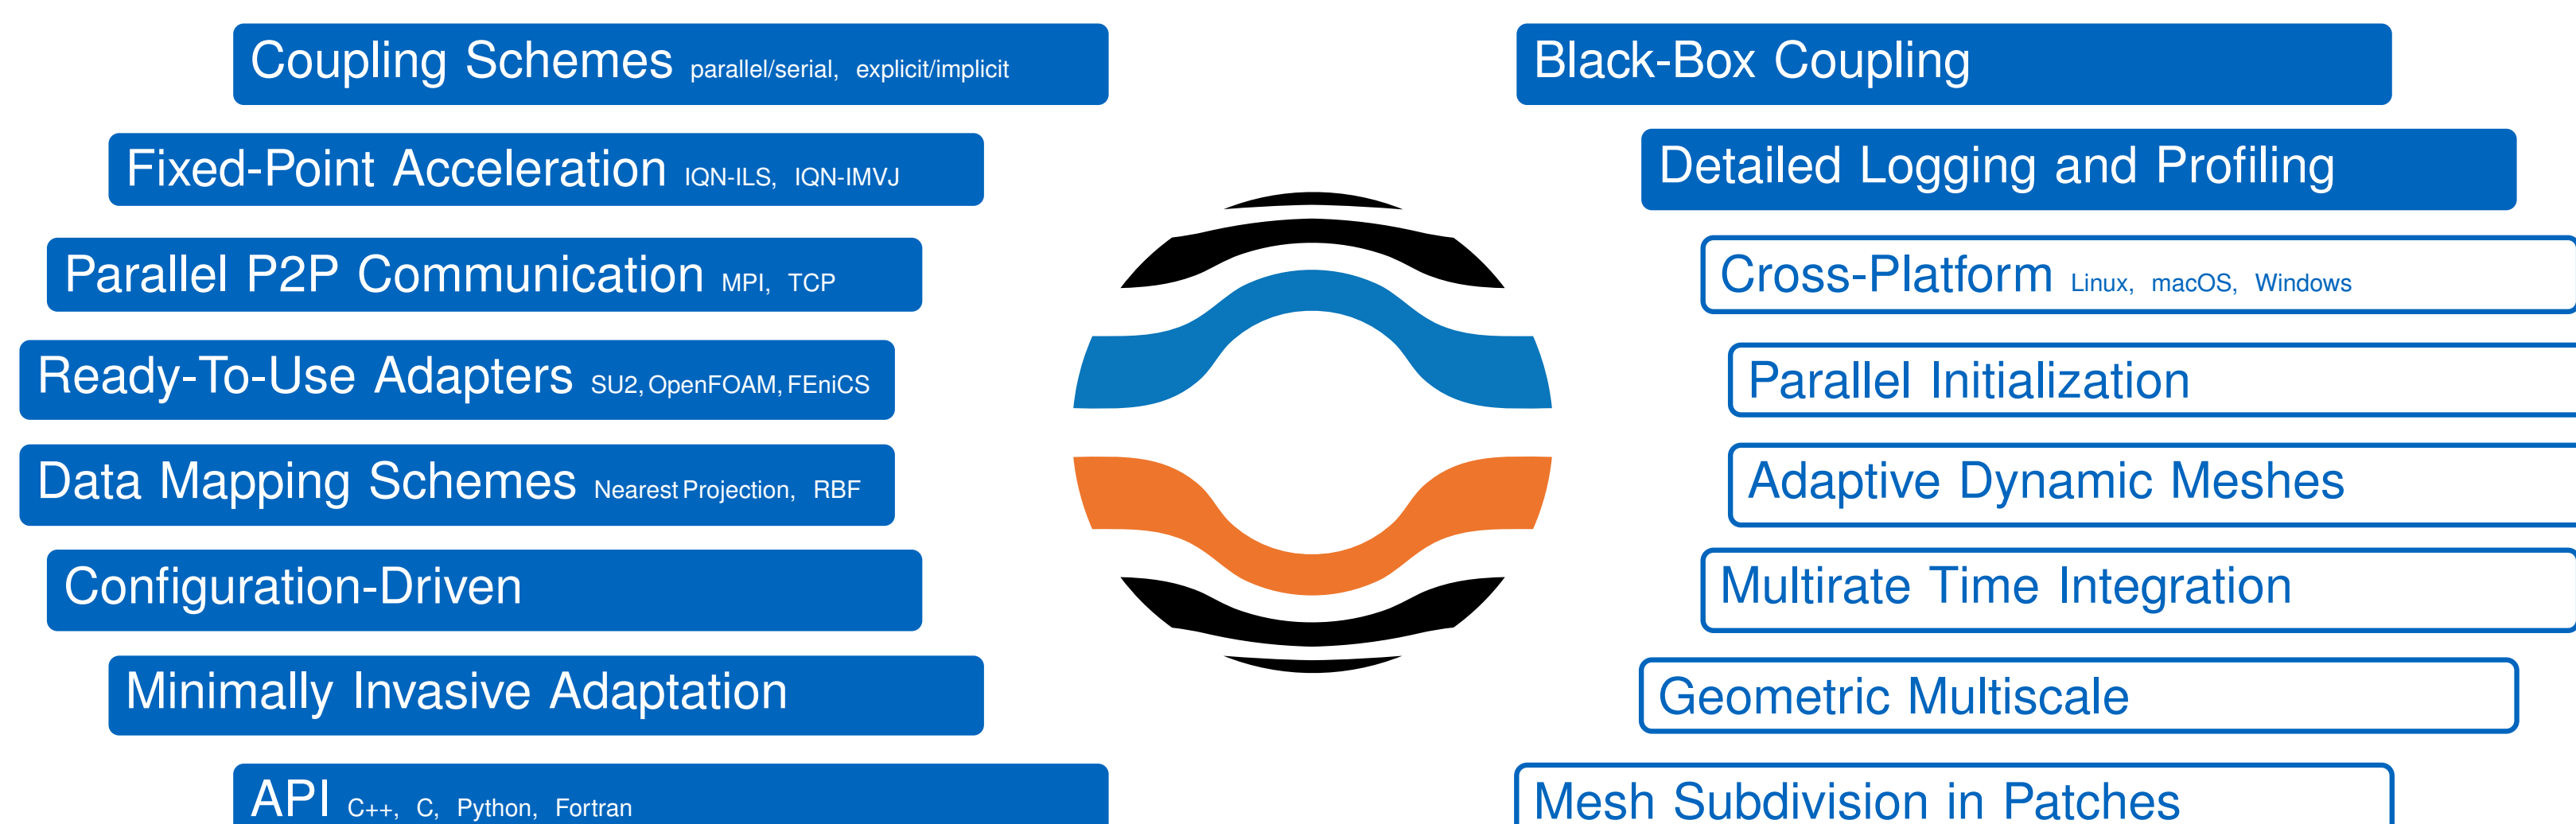 Coupling Schemes parallel/serial, explicit/implicit
Fixed-Point Acceleration IQN-ILS, IQN-IMVJ
Parallel P2P Communication MPI, TCP
Ready-To-Use Adapters SU2, OpenFOAM, FEniCS
Data Mapping Schemes Nearest Projection, RBF
Configuration-Driven
Minimally Invasive Adaptation
API C++, C, Python, Fortran
Black-Box Coupling
Detailed Logging and Profiling
Cross-Platform Linux, macOS, Windows
Parallel Initialization
Adaptive Dynamic Meshes
Multirate Time Integration
Geometric Multiscale
Mesh Subdivision in Patches